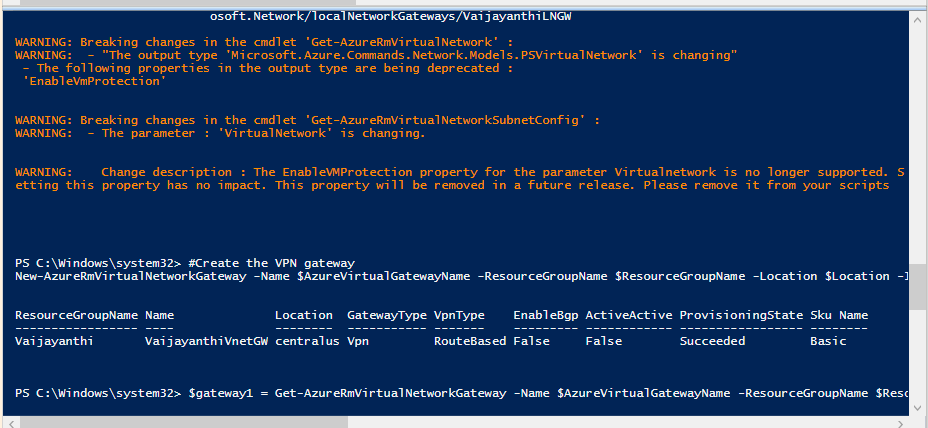 osoft.Network/localNetworkGateways/VaijayanthiLNGW
WARNING: Breaking changes in the cmdlet 'Get-AzureRmVirtualNetwork' :
WARNING:  - "The output type 'Microsoft.Azure.Commands.Network.Models.PSVirtualNetwork' is changing"
 - The following properties in the output type are being deprecated :
 'EnableVmProtection'
WARNING: Breaking changes in the cmdlet 'Get-AzureRmVirtualNetworkSubnetConfig' :
WARNING:  - The parameter : 'VirtualNetwork' is changing.
WARNING:    Change description : The EnableVMProtection property for the parameter Virtualnetwork is no longer supported. S
etting this property has no impact. This property will be removed in a future release. Please remove it from your scripts
PS C:\Windows\system32> #Create the VPN gateway
New-AzureRmVirtualNetworkGateway -Name $AzureVirtualGatewayName -ResourceGroupName $ResourceGroupName -Location $Location -I
ResourceGroupName Name              Location  GatewayType VpnType    EnableBgp ActiveActive ProvisioningState Sku Name
----------------- ----              --------  ----------- -------    --------- ------------ ----------------- --------
Vaijayanthi       VaijayanthiVnetGW centralus Vpn         RouteBased False     False        Succeeded         Basic
PS C:\Windows\system32> $gateway1 = Get-AzureRmVirtualNetworkGateway -Name $AzureVirtualGatewayName -ResourceGroupName $Reso